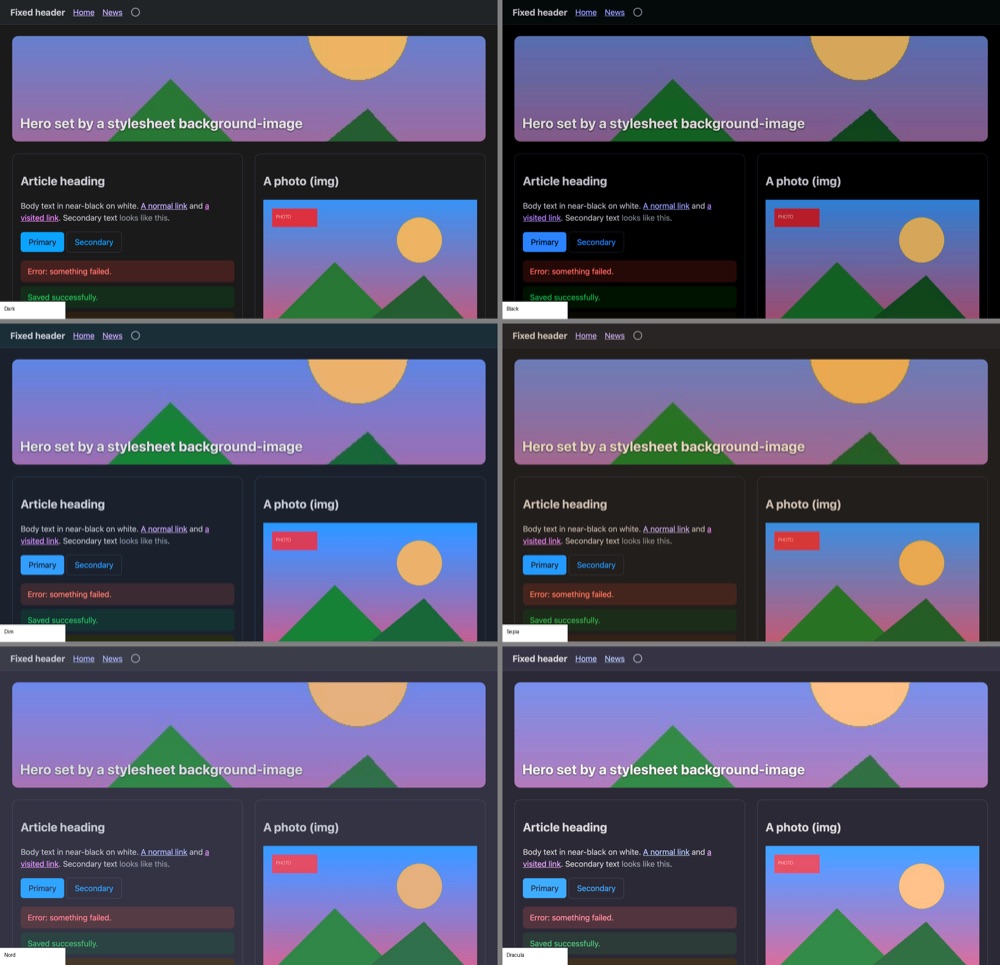 Fixed header Home News
Hero set by a stylesheet background-image
Article heading
Body text in near-black on white. A normal link and a
visited link. Secondary text looks like this.
Primary Secondary
Error: something failed.
Saved successfully.
A photo (img)
PHOTO
Dark
Fixed header Home News
Hero set by a stylesheet background-image
Article heading
Body text in near-black on white. A normal link and a
visited link. Secondary text looks like this.
Primary Secondary
Error: something failed.
Saved successfully.
A photo (img)
PHOTO
Black
Fixed header Home News
Hero set by a stylesheet background-image
Article heading
Body text in near-black on white. A normal link and a
visited link. Secondary text looks like this.
Primary Secondary
Error: something failed.
Saved successfully.
A photo (img)
PHOTO
Dim
Fixed header Home News
Hero set by a stylesheet background-image
Article heading
Body text in near-black on white. A normal link and a
visited link. Secondary text looks like this.
Primary Secondary
Error: something failed.
Saved successfully.
A photo (img)
PHOTO
Sepia
Fixed header Home News
Hero set by a stylesheet background-image
Article heading
Body text in near-black on white. A normal link and a
visited link. Secondary text looks like this.
Primary Secondary
Error: something failed.
Saved successfully.
A photo (img)
PHOTO
Nord
Fixed header Home News
Hero set by a stylesheet background-image
Article heading
Body text in near-black on white. A normal link and a
visited link. Secondary text looks like this.
Primary Secondary
Error: something failed.
Saved successfully.
A photo (img)
PHOTO
Dracula